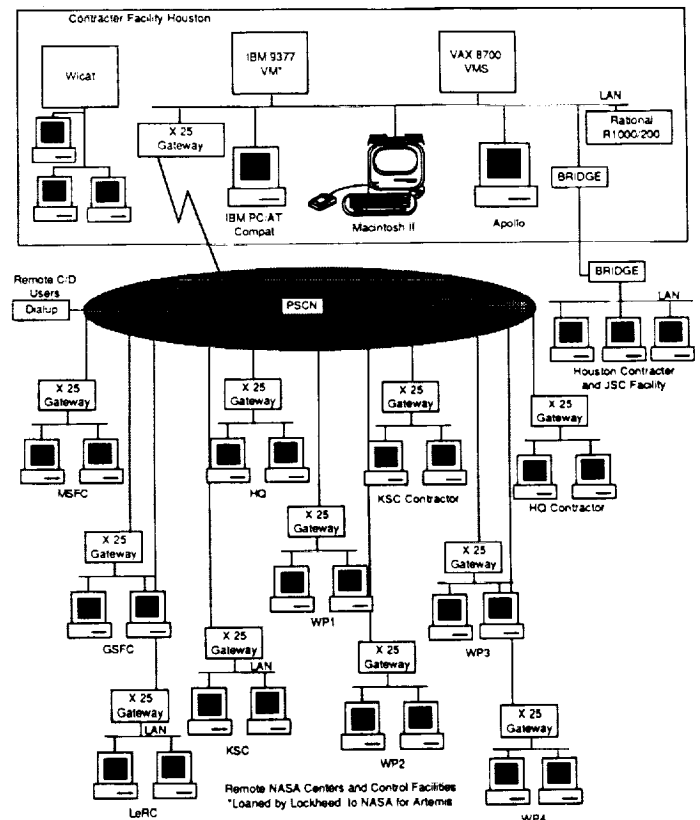 Contracter Facility Houston
Wicat
IBM 9377
VM*
VAX 8700
VMS
LAN
X 25
Gateway
Rational
R1000/200
IBM PC/AT
Compat
Macintosh II
Apollo
BRIDGE
BRIDGE
LAN
Houston Contracter
and JSC Facility
Remote C/D
Users
Dialup
PSCN
X 25
Gateway
MSFC
X 25
Gateway
HQ
X 25
Gateway
KSC Contractor
X 25
Gateway
HQ Contractor
X 25
Gateway
GSFC
X 25
Gateway
WP1
X 25
Gateway
WP3
X 25
Gateway
LAN
KSC
X 25
Gateway
WP2
X 25
Gateway
LAN
LeRC
X 25
Gateway
WP4
Remote NASA Centers and Control Facilities
*Loaned by Lockheed to NASA for Artemis